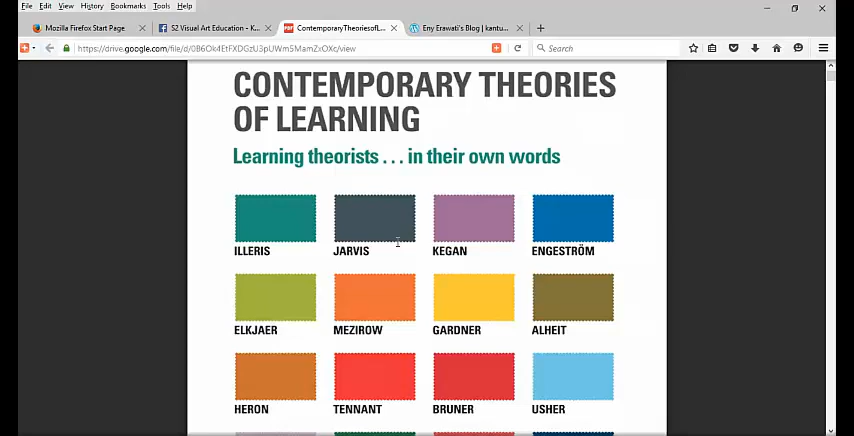 File Edit View History Bookmarks Tools Help
Mozilla Firefox Start Page
S2 Visual Art Education - K...
ContemporaryTheoriesofL...
Eny Erawati's Blog | kantu...
https://drive.google.com/file/d/0B6Ok4EtFXDGzU3pUWm5MamZxOXc/view
Search
CONTEMPORARY THEORIES
OF LEARNING
Learning theorists . . . in their own words
ILLERIS JARVIS KEGAN ENGESTRÖM
ELKJAER MEZIROW GARDNER ALHEIT
HERON TENNANT BRUNER USHER